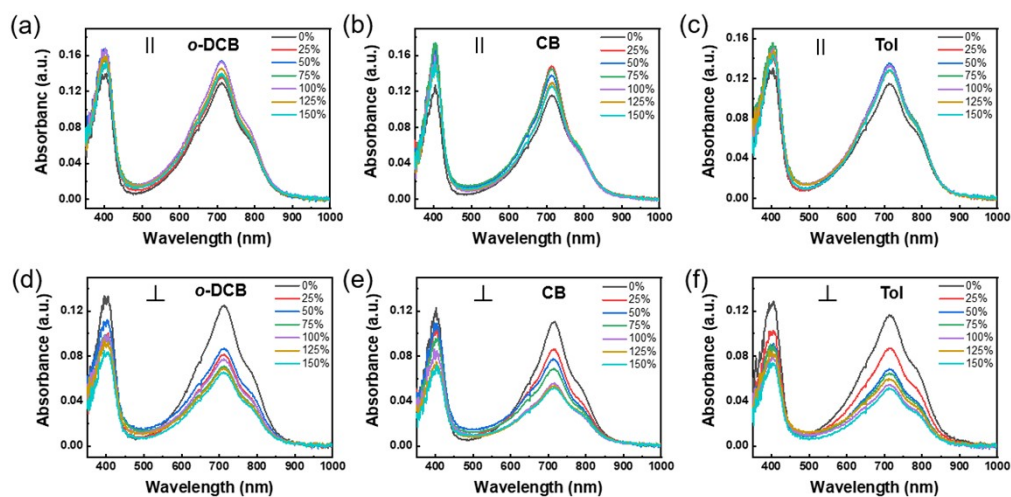 (a)
||
o-DCB
0%
25%
50%
75%
100%
125%
150%
0.16
0.12
0.08
0.04
0.00
Absorbanc (a.u.)
400 500 600 700 800 900 1000
Wavelength (nm)
(b)
||
CB
0%
25%
50%
75%
100%
125%
150%
0.16
0.12
0.08
0.04
0.00
Absorbance (a.u.)
400 500 600 700 800 900 1000
Wavelength (nm)
(c)
||
Tol
0%
25%
50%
75%
100%
125%
150%
0.16
0.12
0.08
0.04
0.00
Absorbance (a.u.)
400 500 600 700 800 900 1000
Wavelength (nm)
(d)
⊥
o-DCB
0%
25%
50%
75%
100%
125%
150%
0.12
0.08
0.04
0.00
Absorbance (a.u.)
400 500 600 700 800 900 1000
Wavelength (nm)
(e)
⊥
CB
0%
25%
50%
75%
100%
125%
150%
0.12
0.08
0.04
0.00
Absorbance (a.u.)
400 500 600 700 800 900 1000
Wavelength (nm)
(f)
⊥
Tol
0%
25%
50%
75%
100%
125%
150%
0.12
0.08
0.04
0.00
Absorbance (a.u.)
400 500 600 700 800 900 1000
Wavelength (nm)